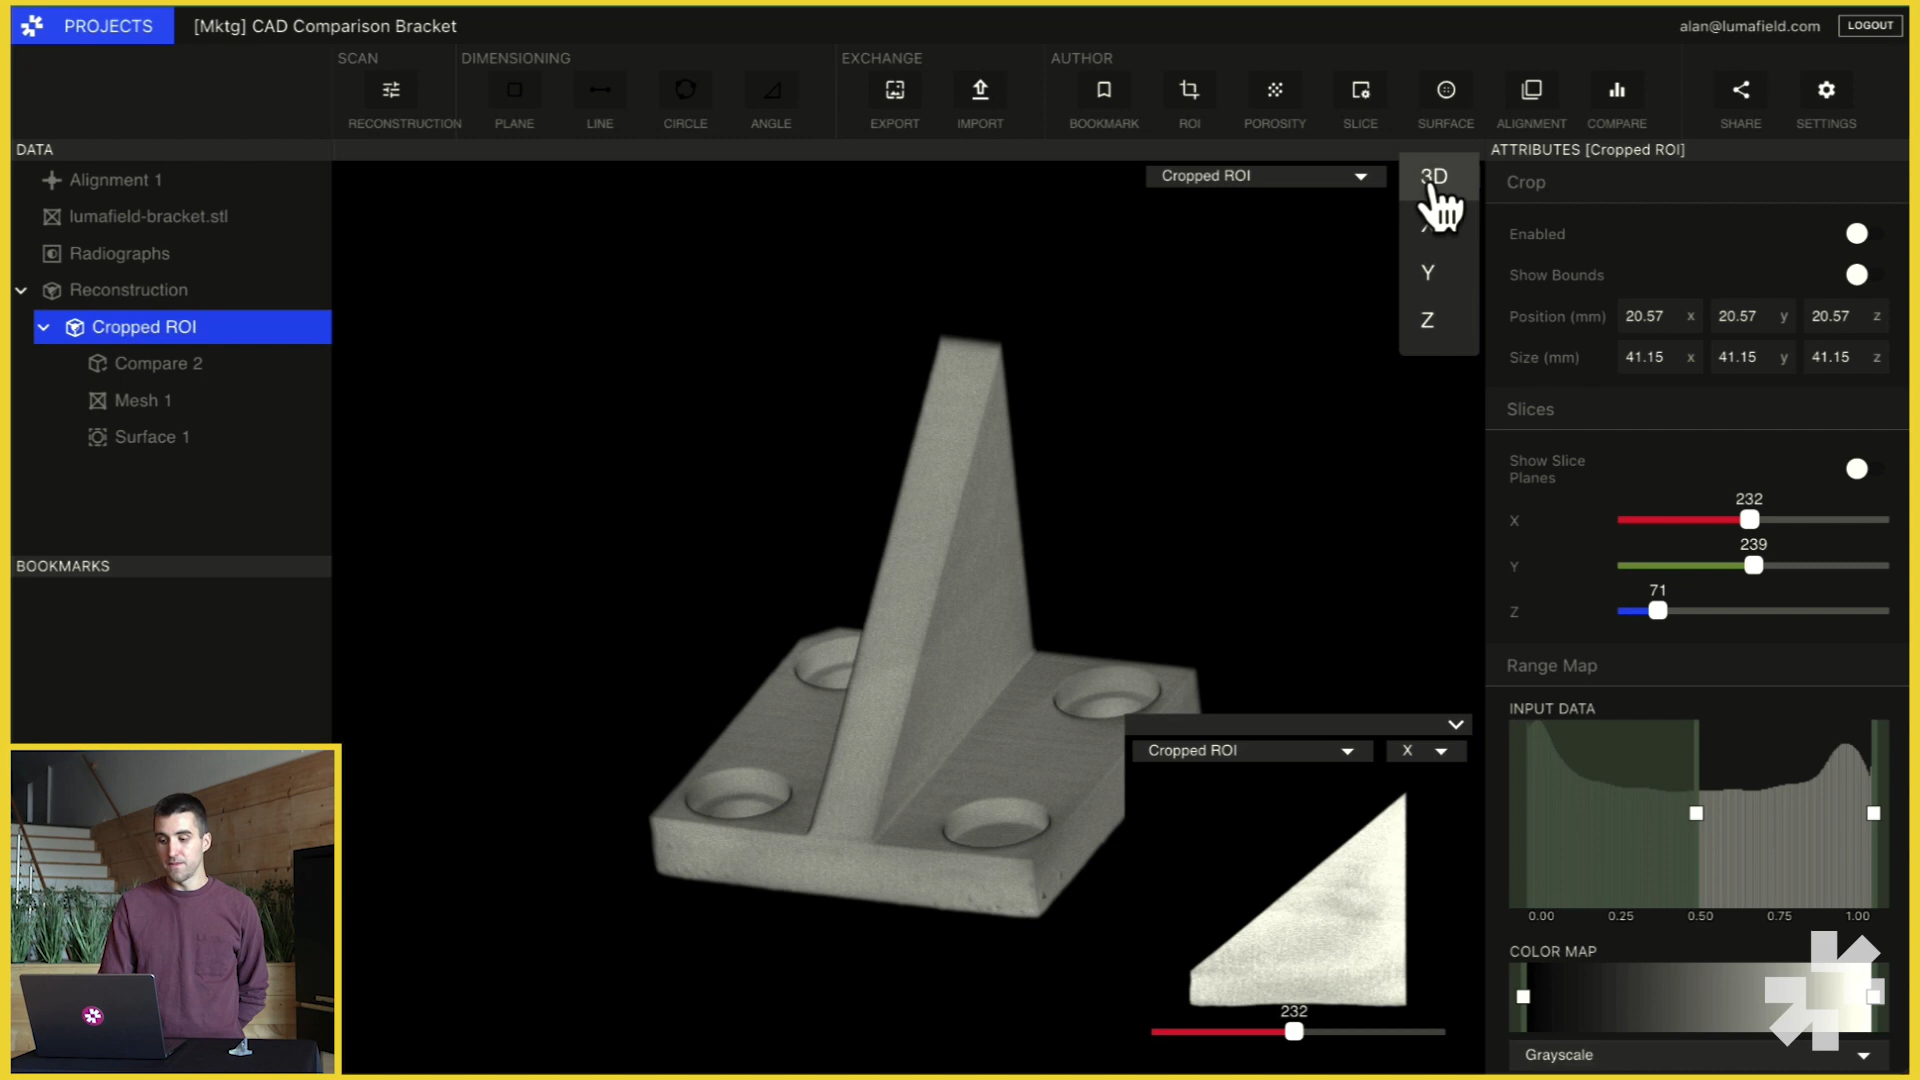 PROJECTS
[Mktg] CAD Comparison Bracket
alan@lumafield.com
LOGOUT
SCAN
DIMENSIONING
EXCHANGE
AUTHOR
RECONSTRUCTION
PLANE
LINE
CIRCLE
ANGLE
EXPORT
IMPORT
BOOKMARK
ROI
POROSITY
SLICE
SURFACE
ALIGNMENT
COMPARE
SHARE
SETTINGS
DATA
Alignment 1
lumafield-bracket.stl
Radiographs
Reconstruction
Cropped ROI
Compare 2
Mesh 1
Surface 1
BOOKMARKS
Cropped ROI
3D
Y
Z
Cropped ROI
X
232
ATTRIBUTES [Cropped ROI]
Crop
Enabled
Show Bounds
Position (mm) 20.57 x 20.57 y 20.57 z
Size (mm) 41.15 x 41.15 y 41.15 z
Slices
Show Slice
Planes
232
X
239
Y
71
Z
Range Map
INPUT DATA
0.00 0.25 0.50 0.75 1.00
COLOR MAP
Grayscale